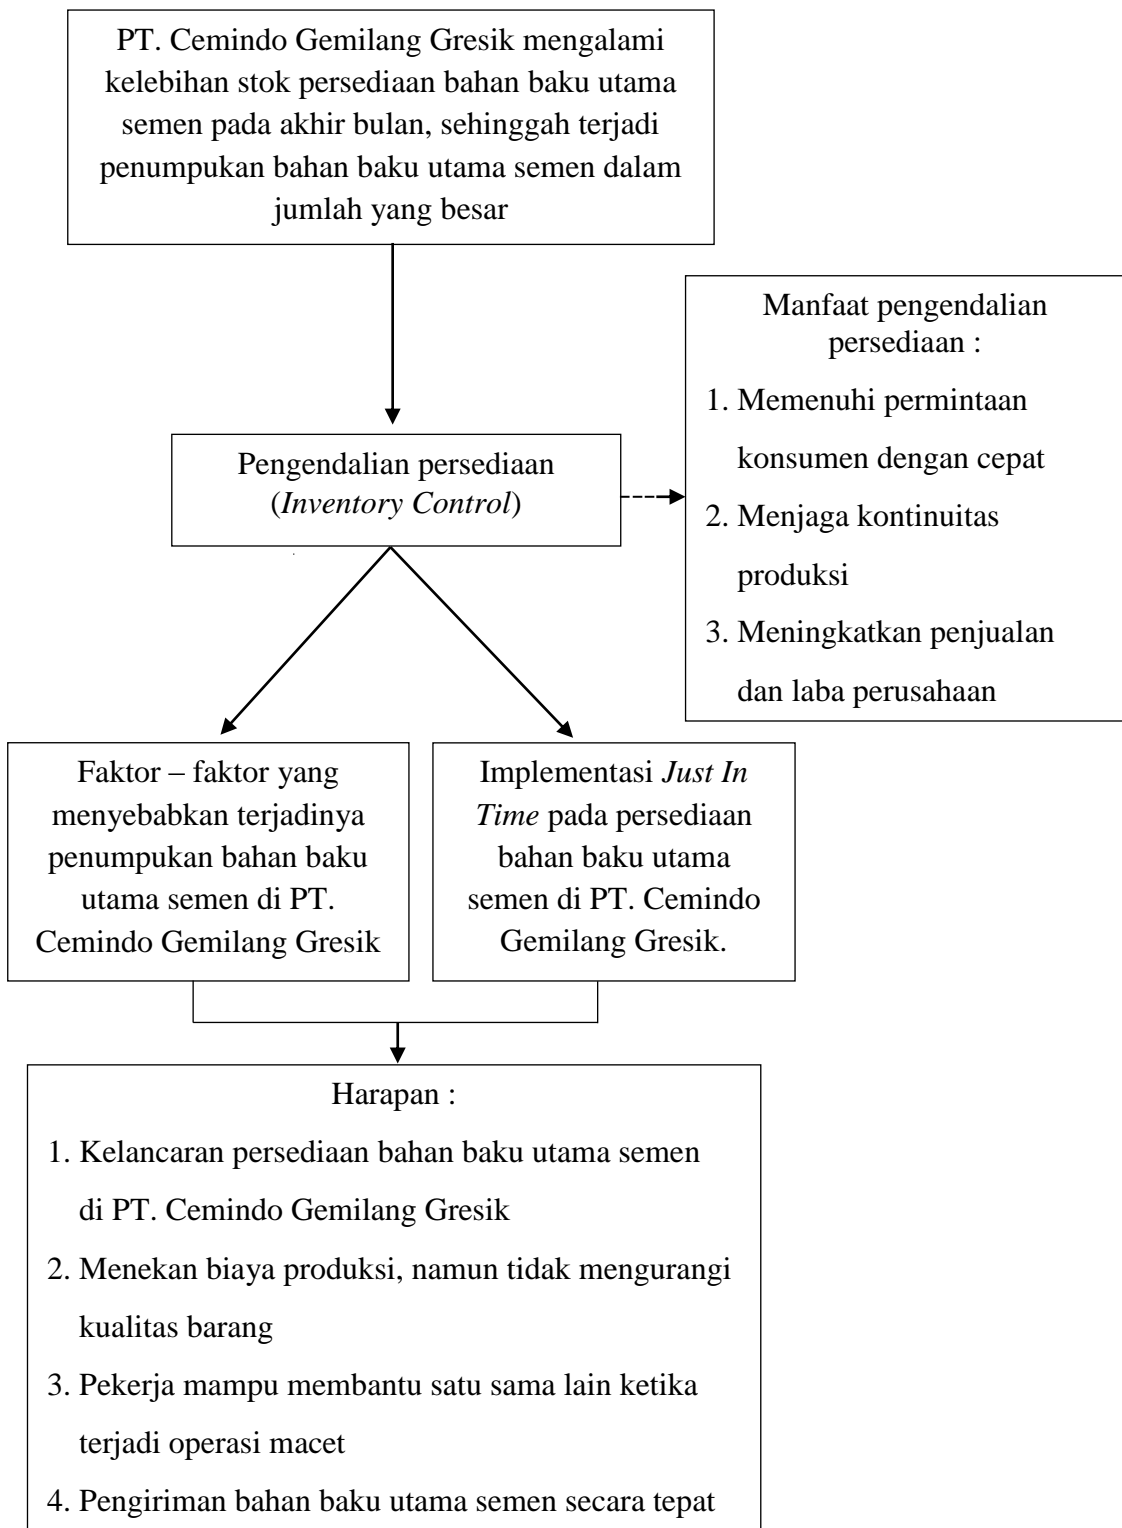 PT. Cemindo Gemilang Gresik mengalami
kelebihan stok persediaan bahan baku utama
semen pada akhir bulan, sehinggah terjadi
penumpukan bahan baku utama semen dalam
jumlah yang besar
Manfaat pengendalian
persediaan :
1. Memenuhi permintaan
konsumen dengan cepat
2. Menjaga kontinuitas
produksi
3. Meningkatkan penjualan
dan laba perusahaan
Pengendalian persediaan
(Inventory Control)
Faktor – faktor yang
menyebabkan terjadinya
penumpukan bahan baku
utama semen di PT.
Cemindo Gemilang Gresik
Implementasi Just In
Time pada persediaan
bahan baku utama
semen di PT. Cemindo
Gemilang Gresik.
Harapan :
1. Kelancaran persediaan bahan baku utama semen
di PT. Cemindo Gemilang Gresik
2. Menekan biaya produksi, namun tidak mengurangi
kualitas barang
3. Pekerja mampu membantu satu sama lain ketika
terjadi operasi macet
4. Pengiriman bahan baku utama semen secara tepat